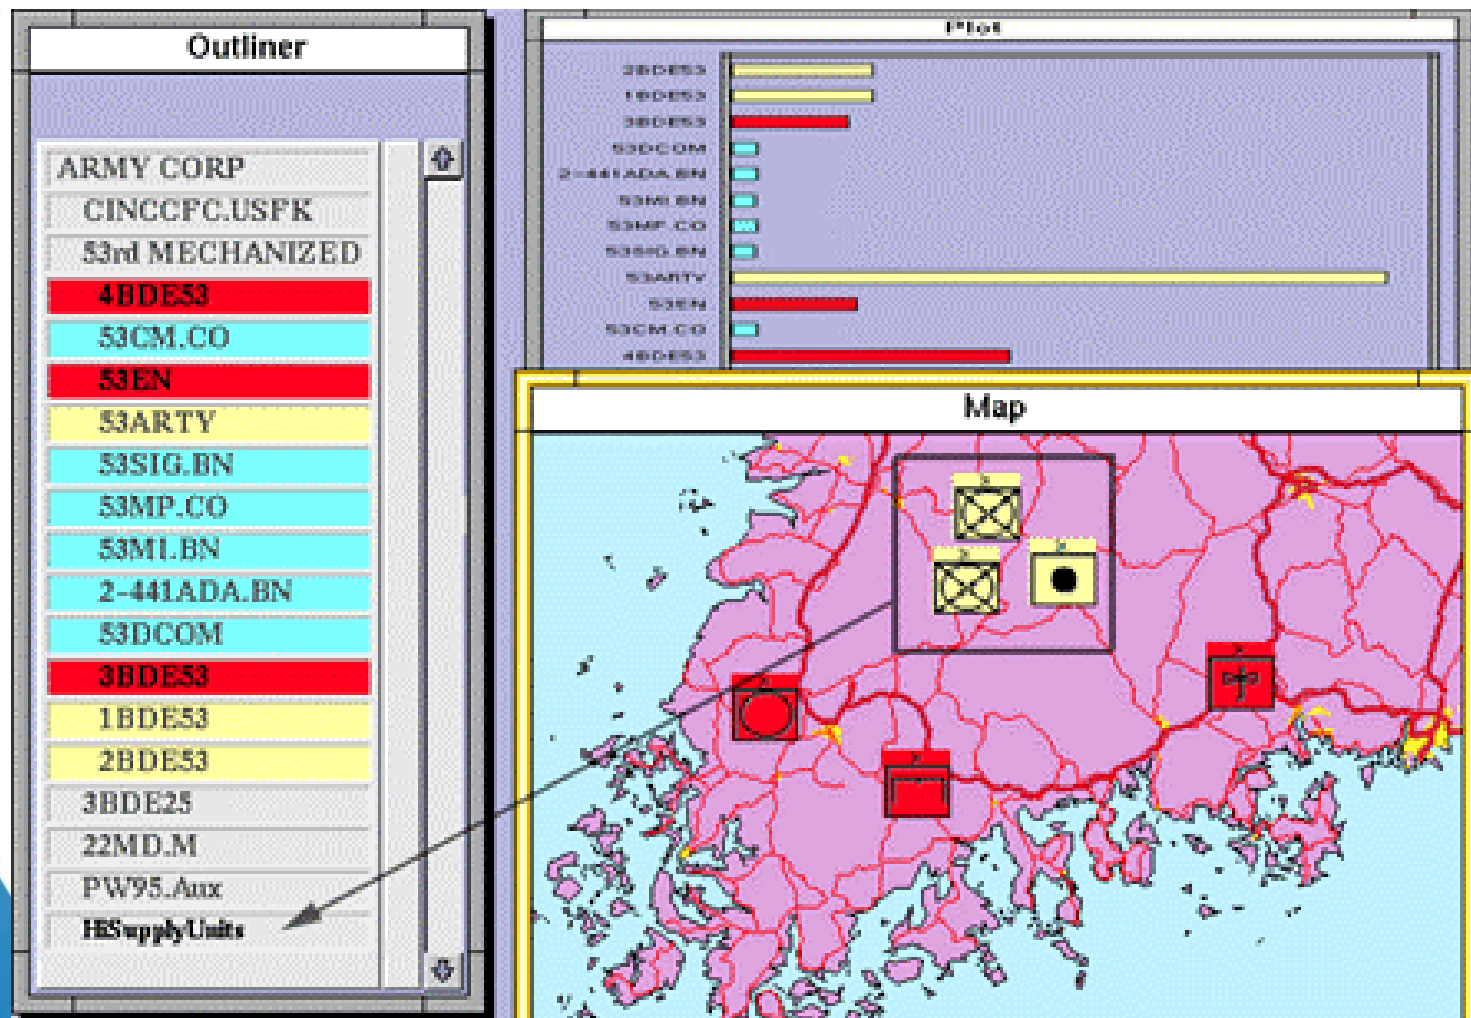 Outliner
ARMY CORP
CINCCFC.USFK
53rd MECHANIZED
4BDE53
53CM.CO
53EN
53ARTY
53SIG.BN
53MP.CO
53MI.BN
2-441ADA.BN
53DCOM
3BDE53
1BDE53
2BDE53
3BDE25
22MD.M
PW95.Aux
HiSupplyUnits
Plot
2BDE53
1BDE53
3BDE53
53DCOM
2-441ADA.BN
53MI.BN
53MP.CO
53SIG.BN
53ARTY
53EN
53CM.CO
4BDE53
Map